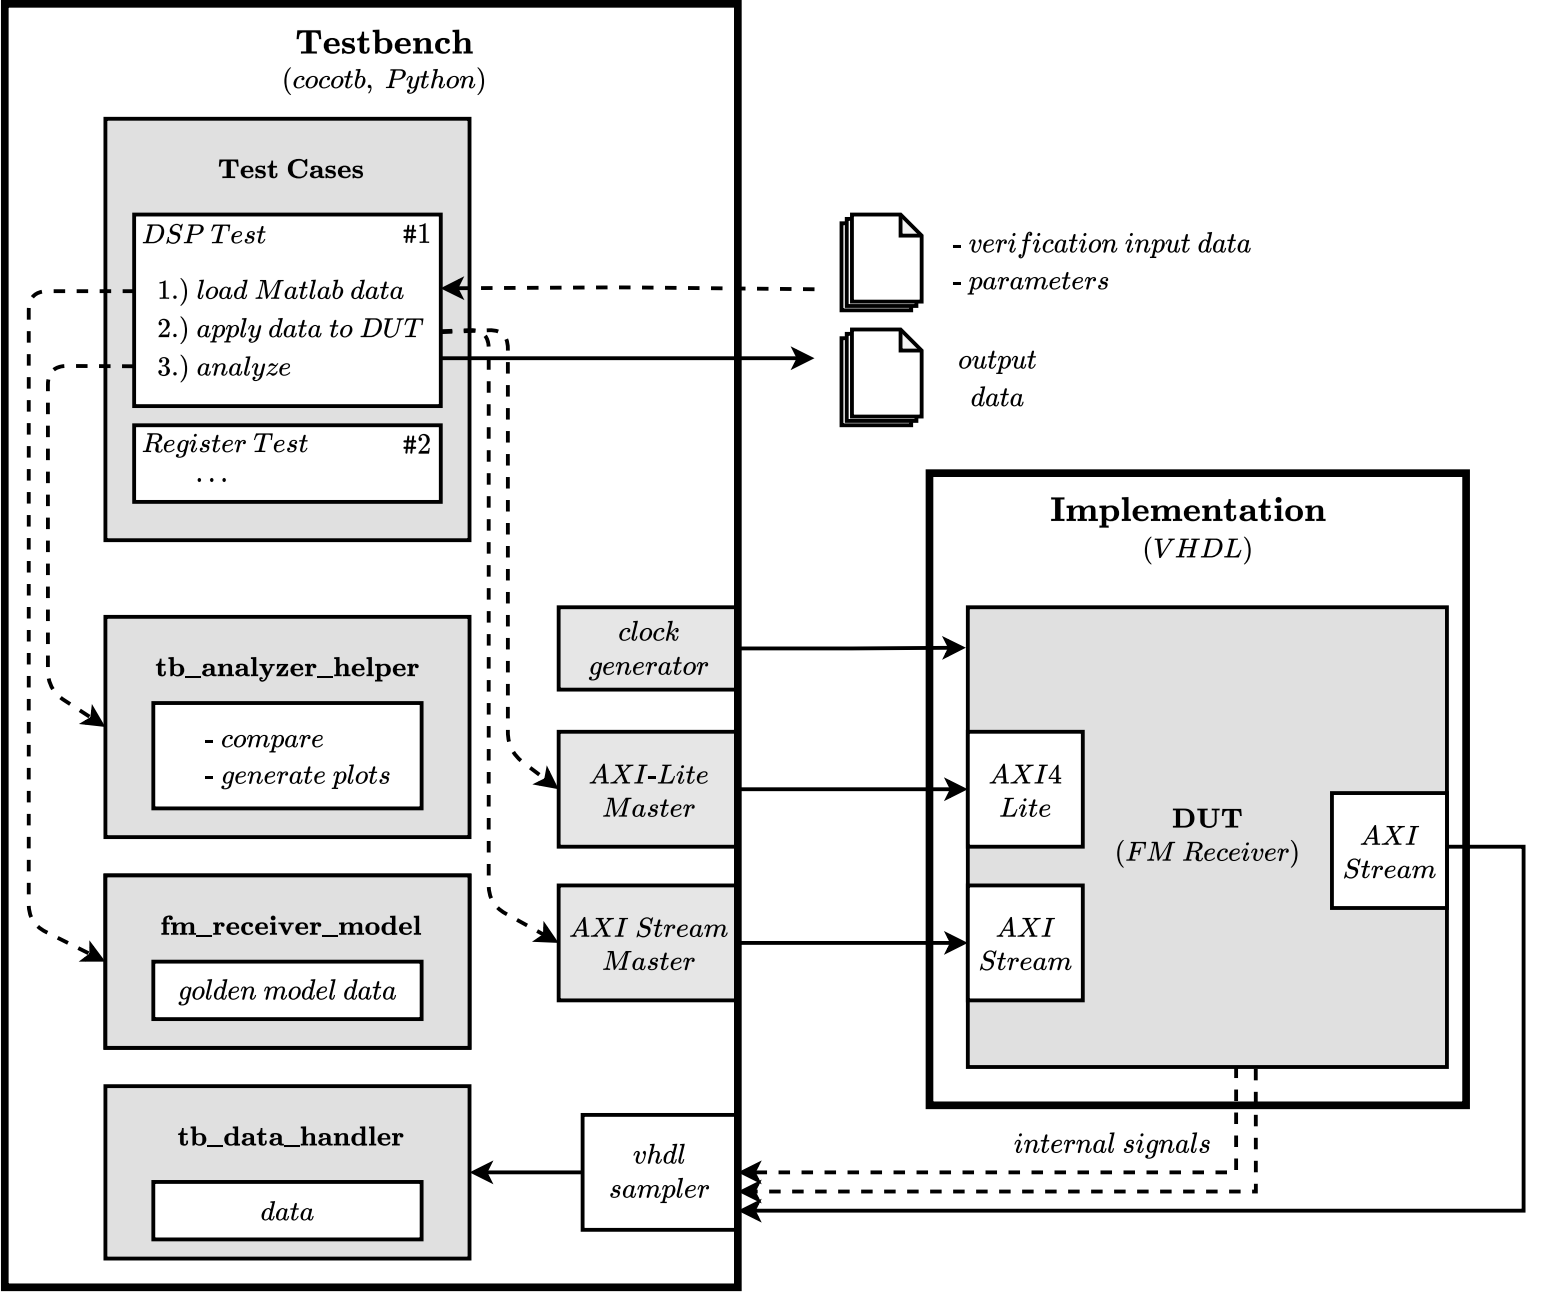 Testbench
(cocotb, Python)
Test Cases
DSP Test #1
1.) load Matlab data
2.) apply data to DUT
3.) analyze
Register Test #2
...
- verification input data
- parameters
output
data
Implementation
(VHDL)
tb_analyzer_helper
- compare
- generate plots
fm_receiver_model
golden model data
tb_data_handler
data
clock
generator
AXI-Lite
Master
AXI Stream
Master
vhdl
sampler
AXI4
Lite
AXI
Stream
DUT
(FM Receiver)
AXI
Stream
internal signals